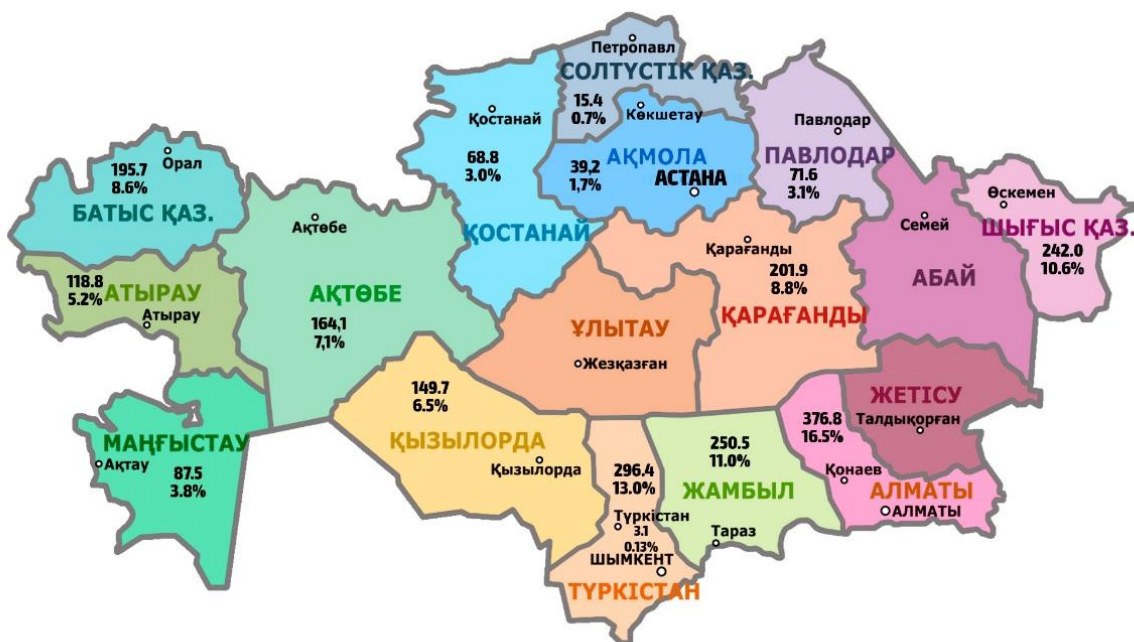 Петропавл
СОЛТҮСТІК ҚАЗ.
15.4
0.7%
Көкшетау
Қостанай
68.8
3.0%
ҚОСТАНАЙ
39,2
1,7%
АҚМОЛА
АСТАНА
Павлодар
ПАВЛОДАР
71.6
3.1%
Орал
195.7
8.6%
БАТЫС ҚАЗ.
Ақтөбе
АҚТӨБЕ
164,1
7,1%
118.8
5.2%
АТЫРАУ
Атырау
Өскемен
ШЫҒЫС ҚАЗ.
242.0
10.6%
Семей
АБАЙ
Қарағанды
201.9
8.8%
ҚАРАҒАНДЫ
ҰЛЫТАУ
Жезқазған
МАҢҒЫСТАУ
Ақтау
87.5
3.8%
149.7
6.5%
ҚЫЗЫЛОРДА
Қызылорда
296.4
13.0%
Түркістан
3.1
0.13%
ШЫМКЕНТ
ТҮРКІСТАН
250.5
11.0%
ЖАМБЫЛ
Тараз
ЖЕТІСУ
Талдықорған
376.8
16.5%
Қонаев
АЛМАТЫ
АЛМАТЫ